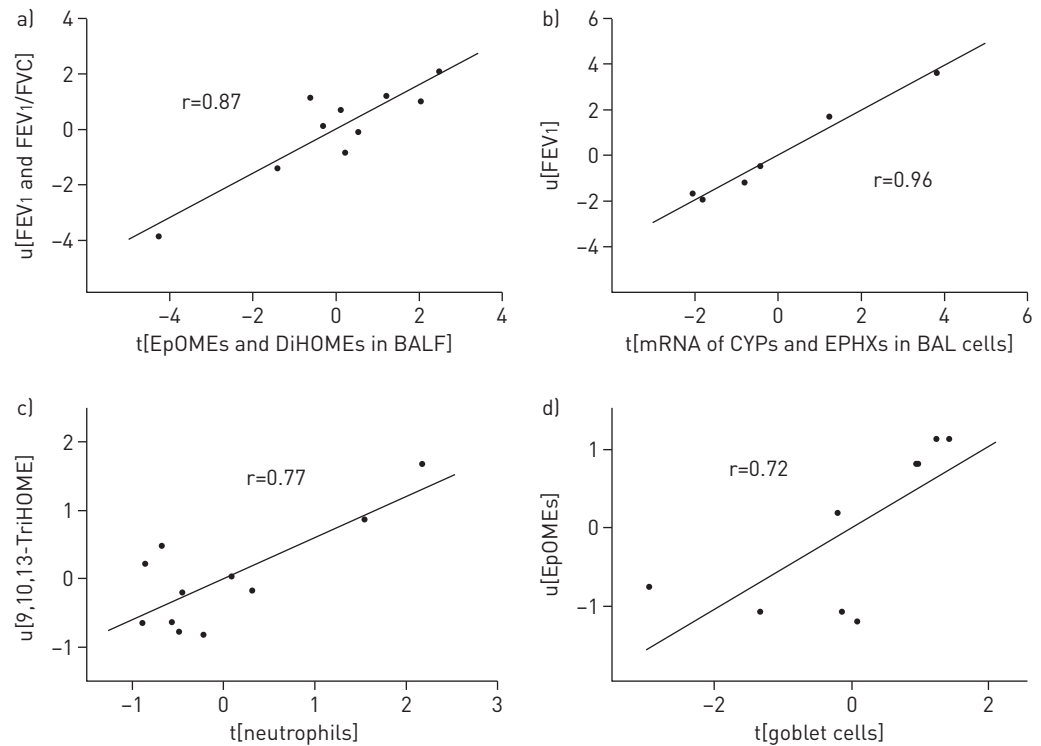 a)
4
2
0
−2
−4
u[FEV1 and FEV1/FVC]
r=0.87
−4 −2 0 2 4
t[EpOMEs and DiHOMEs in BALF]
b)
6
4
2
0
−2
−4
u[FEV1]
r=0.96
−2 0 2 4 6
t[mRNA of CYPs and EPHXs in BAL cells]
c)
2
1
0
−1
u[9,10,13-TriHOME]
r=0.77
−1 0 1 2 3
t[neutrophils]
d)
1
0
−1
u[EpOMEs]
r=0.72
−2 0 2
t[goblet cells]